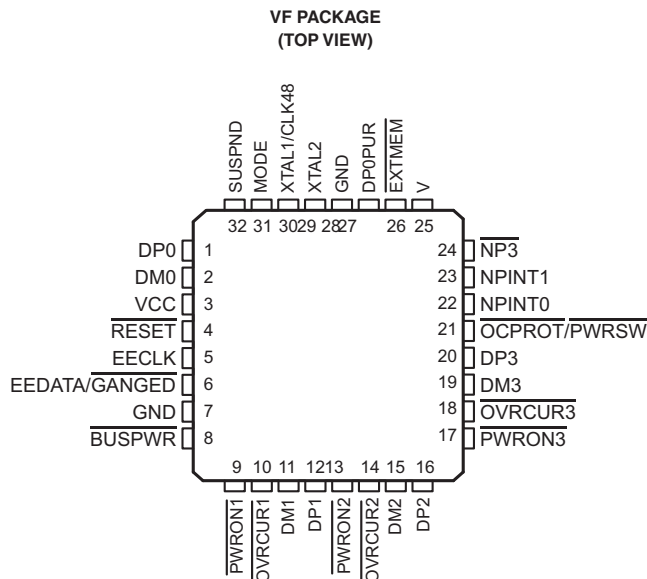 VF PACKAGE
(TOP VIEW)
SUSPND
MODE
XTAL1/CLK48
XTAL2
GND
DP0PUR
EXTMEM
V
32 31 30 29 28 27 26 25
DP0 1
DM0 2
VCC 3
RESET 4
EECLK 5
EEDATA/GANGED 6
GND 7
BUSPWR 8
24 NP3
23 NPINT1
22 NPINT0
21 OCPROT/PWRSW
20 DP3
19 DM3
18 OVRCUR3
17 PWRON3
9 10 11 12 13 14 15 16
PWRON1
OVRCUR1
DM1
DP1
PWRON2
OVRCUR2
DM2
DP2